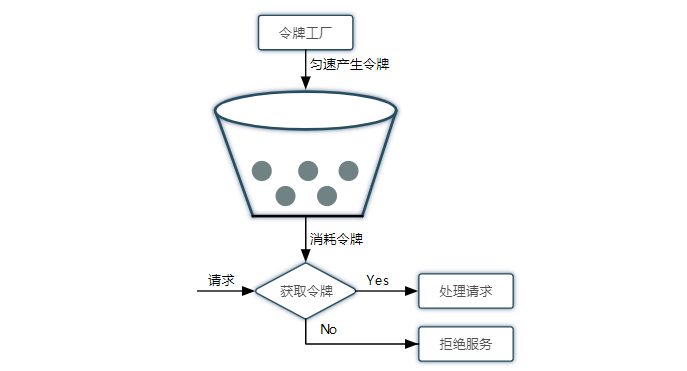 令牌工厂
匀速产生令牌
消耗令牌
请求
获取令牌
Yes
处理请求
No
拒绝服务